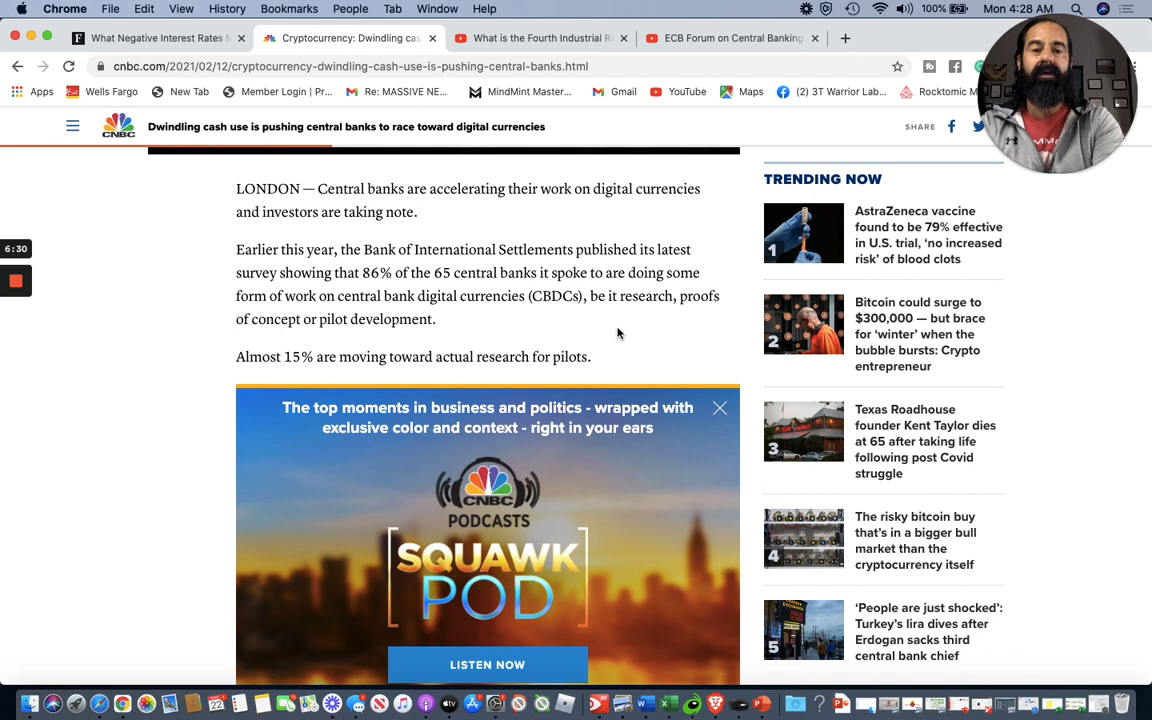 Chrome File Edit View History Bookmarks People Tab Window Help 100% Mon 4:28 AM
What Negative Interest Rates M
Cryptocurrency: Dwindling cas
What is the Fourth Industrial R
ECB Forum on Central Banking
cnbc.com/2021/02/12/cryptocurrency-dwindling-cash-use-is-pushing-central-banks.html
Apps Wells Fargo New Tab Member Login | Pr... Re: MASSIVE NE... MindMint Master... Gmail YouTube Maps (2) 3T Warrior Lab... Rocktomic M
CNBC
Dwindling cash use is pushing central banks to race toward digital currencies
SHARE
6:30
LONDON — Central banks are accelerating their work on digital currencies
and investors are taking note.
Earlier this year, the Bank of International Settlements published its latest
survey showing that 86% of the 65 central banks it spoke to are doing some
form of work on central bank digital currencies (CBDCs), be it research, proofs
of concept or pilot development.
Almost 15% are moving toward actual research for pilots.
The top moments in business and politics - wrapped with
exclusive color and context - right in your ears
CNBC
PODCASTS
SQUAWK
POD
LISTEN NOW
TRENDING NOW
1
AstraZeneca vaccine
found to be 79% effective
in U.S. trial, ‘no increased
risk’ of blood clots
2
Bitcoin could surge to
$300,000 — but brace
for ‘winter’ when the
bubble bursts: Crypto
entrepreneur
3
Texas Roadhouse
founder Kent Taylor dies
at 65 after taking life
following post Covid
struggle
4
The risky bitcoin buy
that’s in a bigger bull
market than the
cryptocurrency itself
5
‘People are just shocked’:
Turkey’s lira dives after
Erdogan sacks third
central bank chief